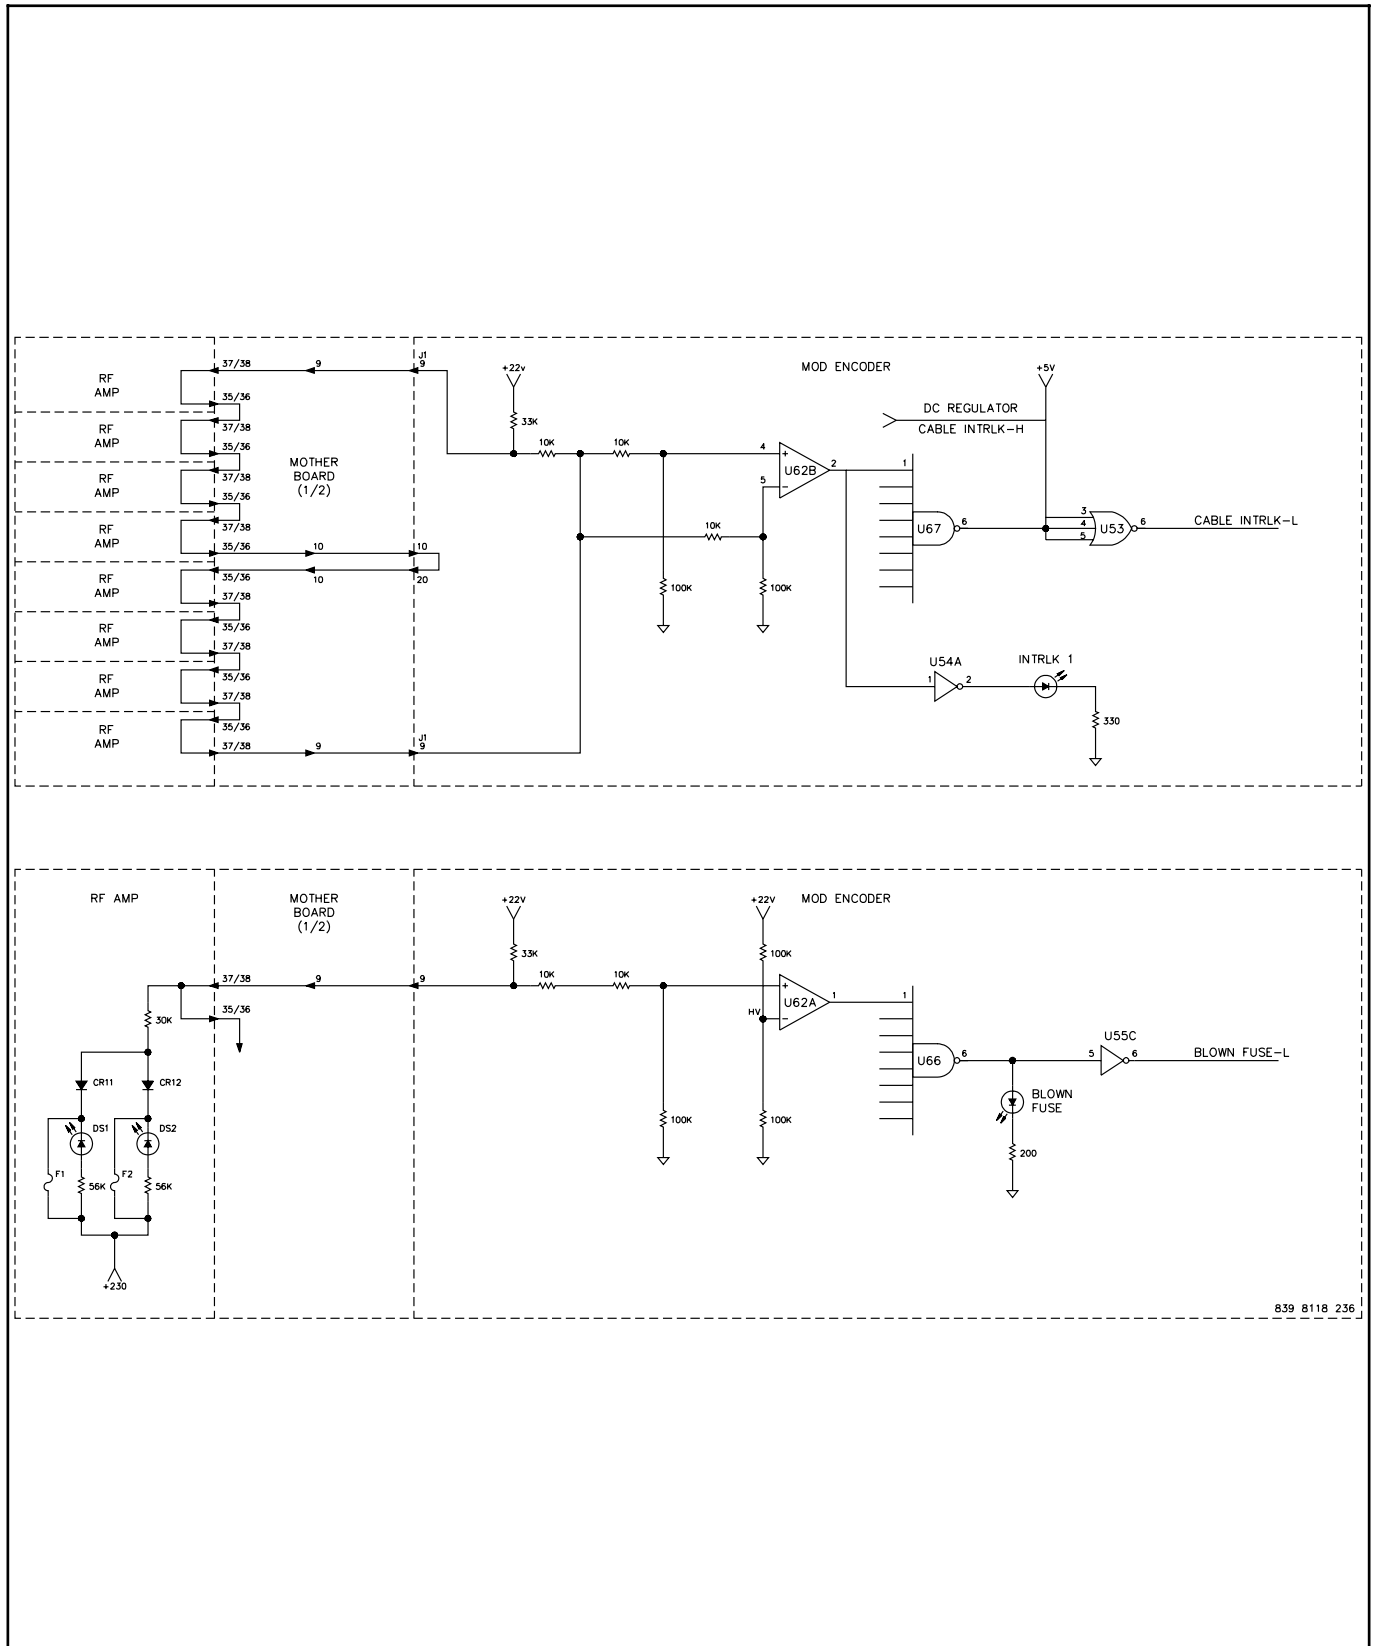 37/38 9 J1
9
RF
AMP
35/36
37/38
RF
AMP
35/36
37/38
RF
AMP
35/36
37/38
RF
AMP
35/36 10 10
35/36 10 20
RF
AMP
37/38
35/36
RF
AMP
37/38
35/36
RF
AMP
37/38
35/36
RF
AMP
37/38 9 J1
9
MOTHER
BOARD
(1/2)
MOD ENCODER
+22v
33K
10K 10K
10K
100K 100K
4
+
5
−
U62B
2
1
U67
6
+5V
DC REGULATOR
CABLE INTRLK-H
3
4
5
U53
6
CABLE INTRLK-L
U54A
1 2
INTRLK 1
330
RF AMP
MOTHER
BOARD
(1/2)
MOD ENCODER
37/38 9 9
35/36
30K
CR11 CR12
DS1 DS2
F1 F2
56K 56K
+230
+22V
33K
10K 10K
100K
+22V
100K
HV
100K
+
−
U62A
1
1
U66
6
BLOWN
FUSE
200
U55C
5 6
BLOWN FUSE-L
839 8118 236